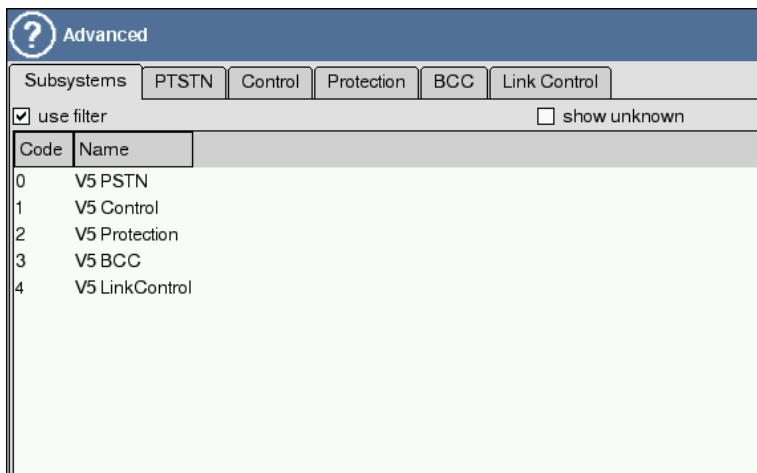 ? Advanced
Subsystems PTSTN Control Protection BCC Link Control
use filter show unknown
Code Name
0 V5 PSTN
1 V5 Control
2 V5 Protection
3 V5 BCC
4 V5 LinkControl